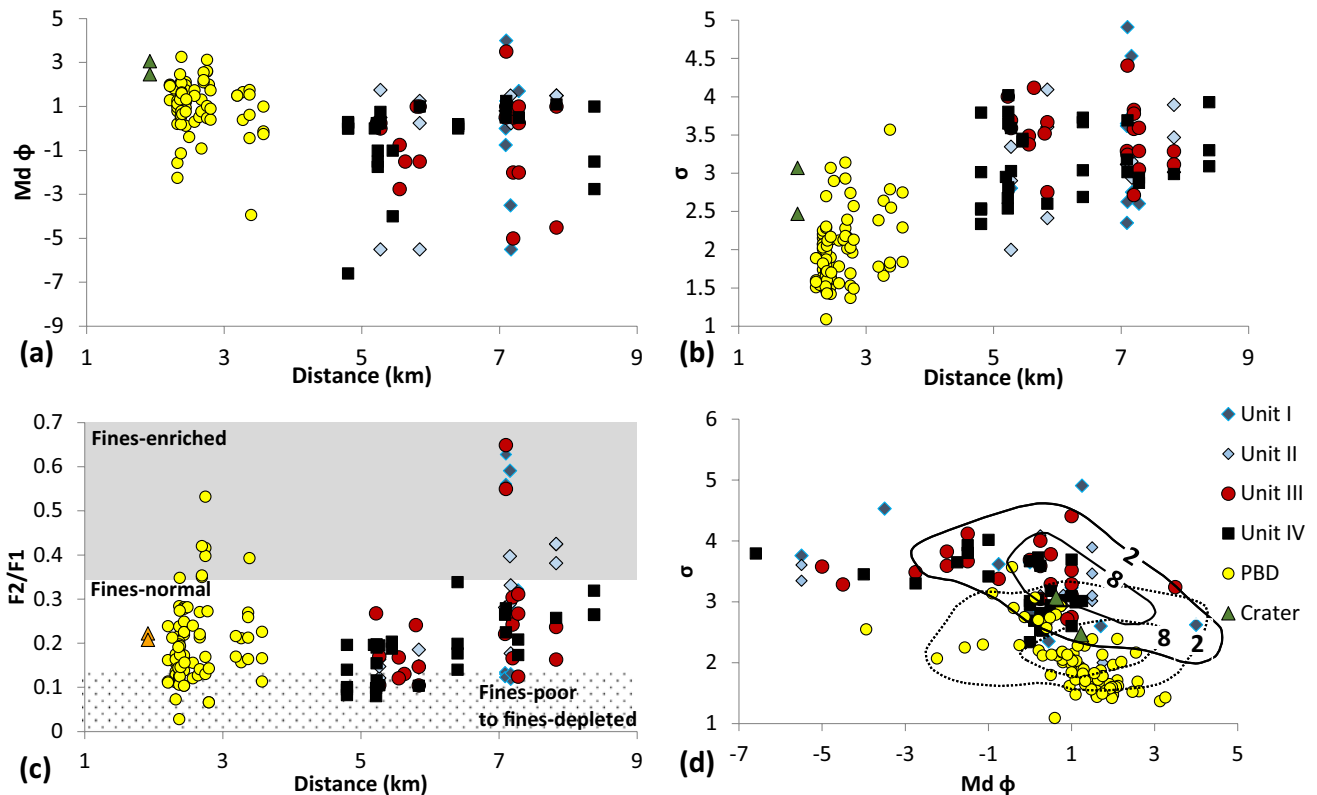 5
3
1
-1
-3
-5
-7
-9
Md ϕ
1 3 5 7 9
Distance (km)
(a)
5
4.5
4
3.5
3
2.5
2
1.5
1
σ
1 3 5 7 9
Distance (km)
(b)
0.7
0.6
0.5
0.4
0.3
0.2
0.1
0
F2/F1
Fines-enriched
Fines-normal
Fines-poor
to fines-depleted
1 3 5 7 9
Distance (km)
(c)
6
5
4
3
2
1
σ
2
8
8
2
-7 -5 -3 -1 1 3 5
Md ϕ
(d)
Unit I
Unit II
Unit III
Unit IV
PBD
Crater